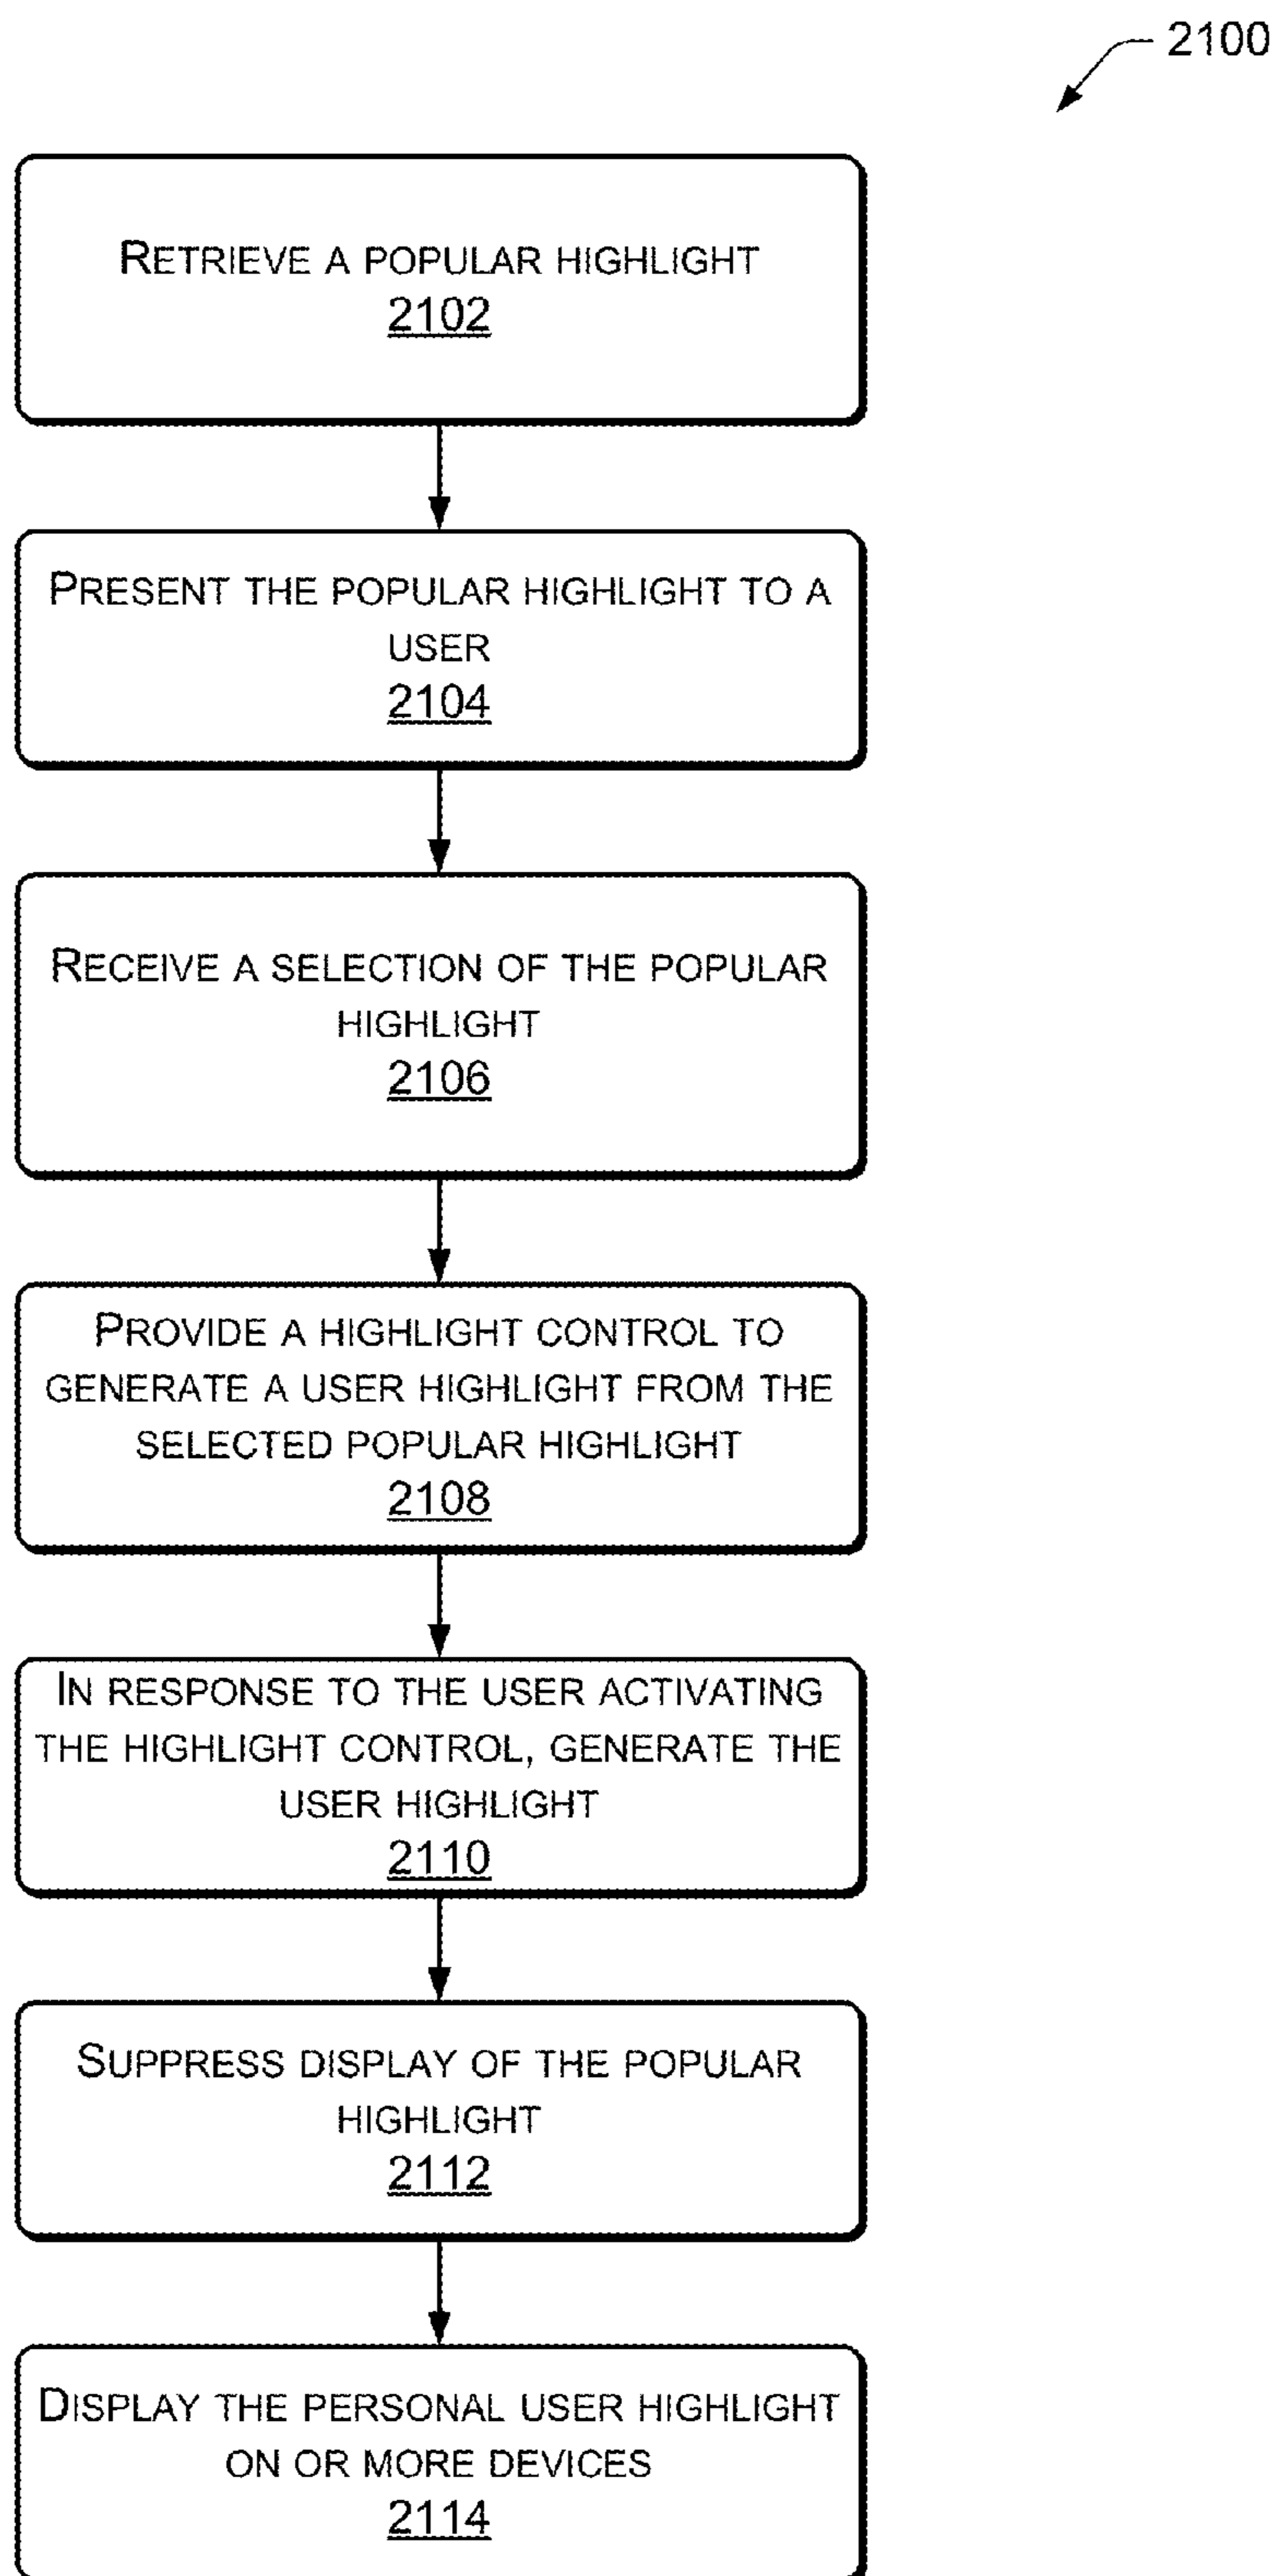 2100
RETRIEVE A POPULAR HIGHLIGHT
2102
PRESENT THE POPULAR HIGHLIGHT TO A
USER
2104
RECEIVE A SELECTION OF THE POPULAR
HIGHLIGHT
2106
PROVIDE A HIGHLIGHT CONTROL TO
GENERATE A USER HIGHLIGHT FROM THE
SELECTED POPULAR HIGHLIGHT
2108
IN RESPONSE TO THE USER ACTIVATING
THE HIGHLIGHT CONTROL, GENERATE THE
USER HIGHLIGHT
2110
SUPPRESS DISPLAY OF THE POPULAR
HIGHLIGHT
2112
DISPLAY THE PERSONAL USER HIGHLIGHT
ON OR MORE DEVICES
2114